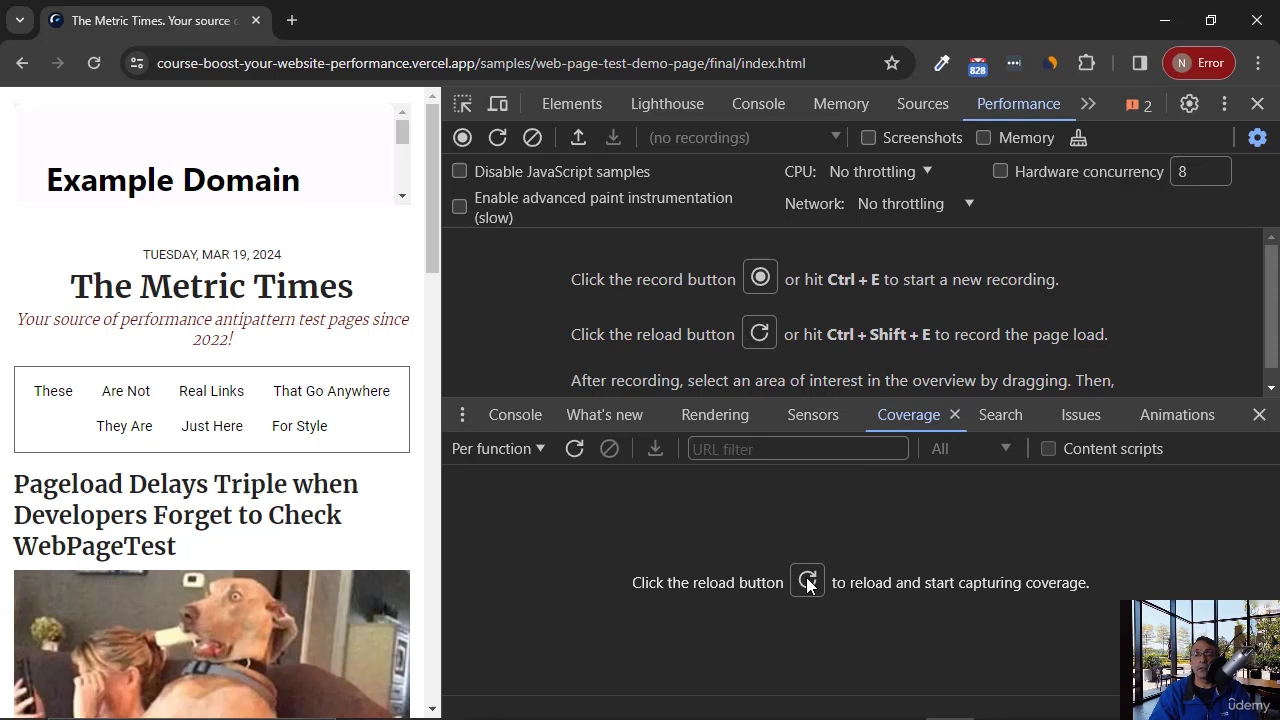 The Metric Times. Your source c
course-boost-your-website-performance.vercel.app/samples/web-page-test-demo-page/final/index.html
828
N Error
Example Domain
TUESDAY, MAR 19, 2024
The Metric Times
Your source of performance antipattern test pages since
2022!
These Are Not Real Links That Go Anywhere
They Are Just Here For Style
Pageload Delays Triple when
Developers Forget to Check
WebPageTest
Elements Lighthouse Console Memory Sources Performance 2
(no recordings) Screenshots Memory
Disable JavaScript samples CPU: No throttling Hardware concurrency 8
Enable advanced paint instrumentation
(slow) Network: No throttling
Click the record button or hit Ctrl + E to start a new recording.
Click the reload button or hit Ctrl + Shift + E to record the page load.
After recording, select an area of interest in the overview by dragging. Then,
Console What's new Rendering Sensors Coverage Search Issues Animations
Per function URL filter All Content scripts
Click the reload button to reload and start capturing coverage.
udemy